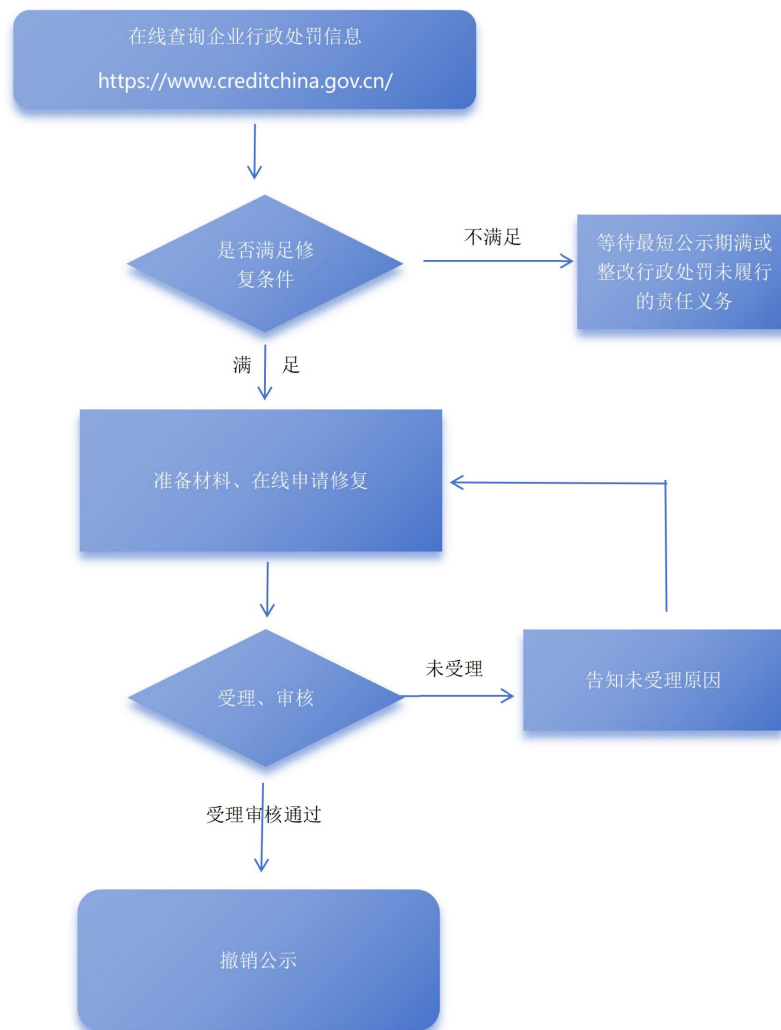 在线查询企业行政处罚信息
https://www.creditchina.gov.cn/
是否满足修
复条件
不满足
等待最短公示期满或
整改行政处罚未履行
的责任义务
满 足
准备材料、在线申请修复
受理、审核
未受理
告知未受理原因
受理审核通过
撤销公示